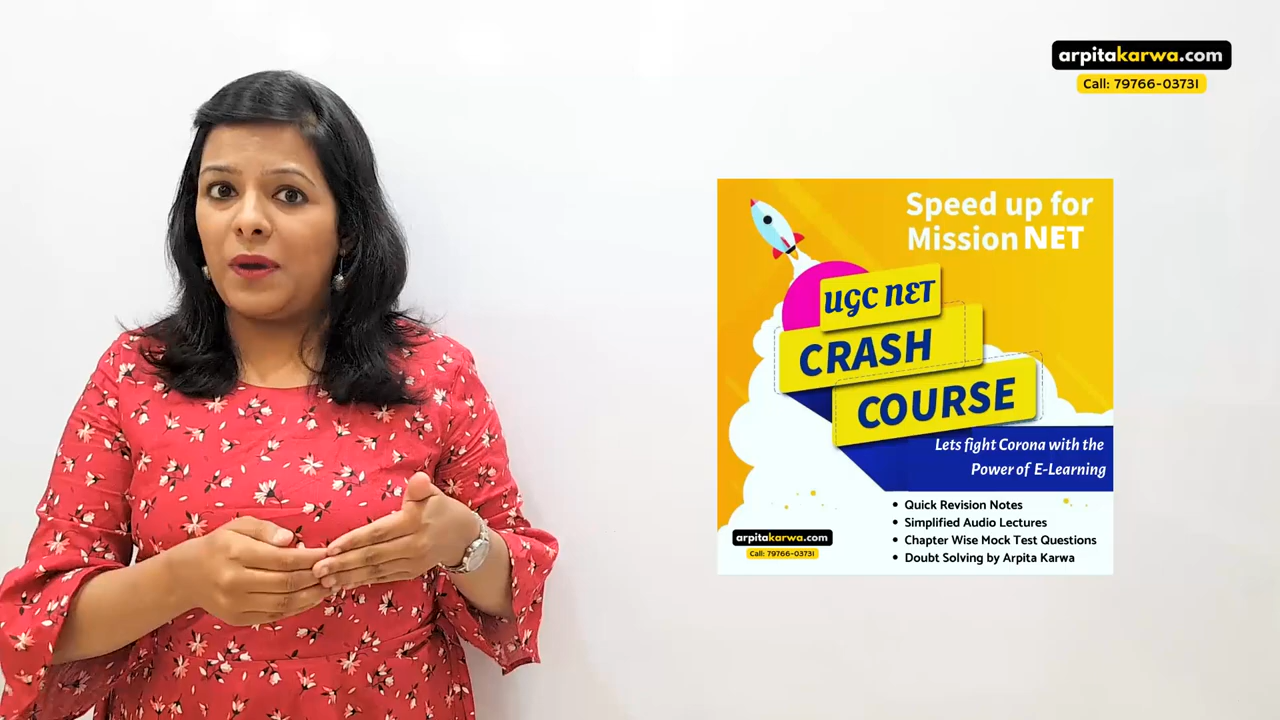 arpitakarwa.com
Call: 79766-03731
Speed up for
Mission NET
UGC NET
CRASH
COURSE
Lets fight Corona with the
Power of E-Learning
• Quick Revision Notes
• Simplified Audio Lectures
• Chapter Wise Mock Test Questions
• Doubt Solving by Arpita Karwa
arpitakarwa.com
Call: 79766-03731